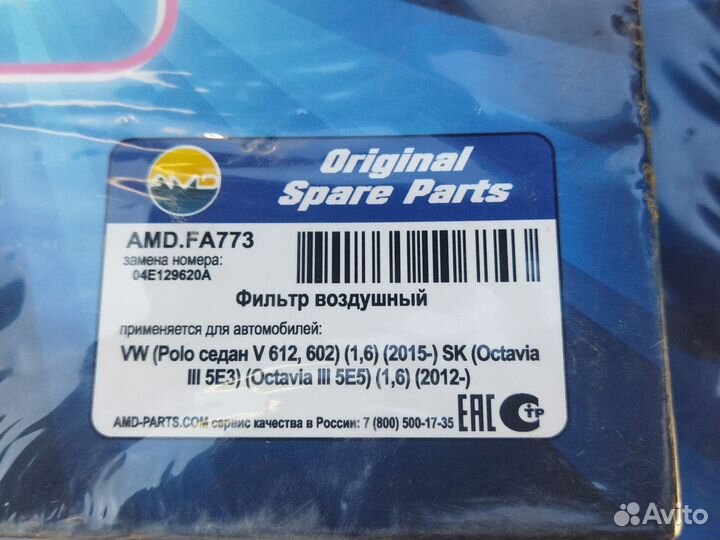 AMD
Original
Spare Parts
AMD.FA773
замена номера:
04E129620A
Фильтр воздушный
применяется для автомобилей:
VW (Polo седан V 612, 602) (1,6) (2015-) SK (Octavia
III 5E3) (Octavia III 5E5) (1,6) (2012-)
AMD-PARTS.COM сервис качества в России: 7 (800) 500-17-35
EAC
СТР
Avito